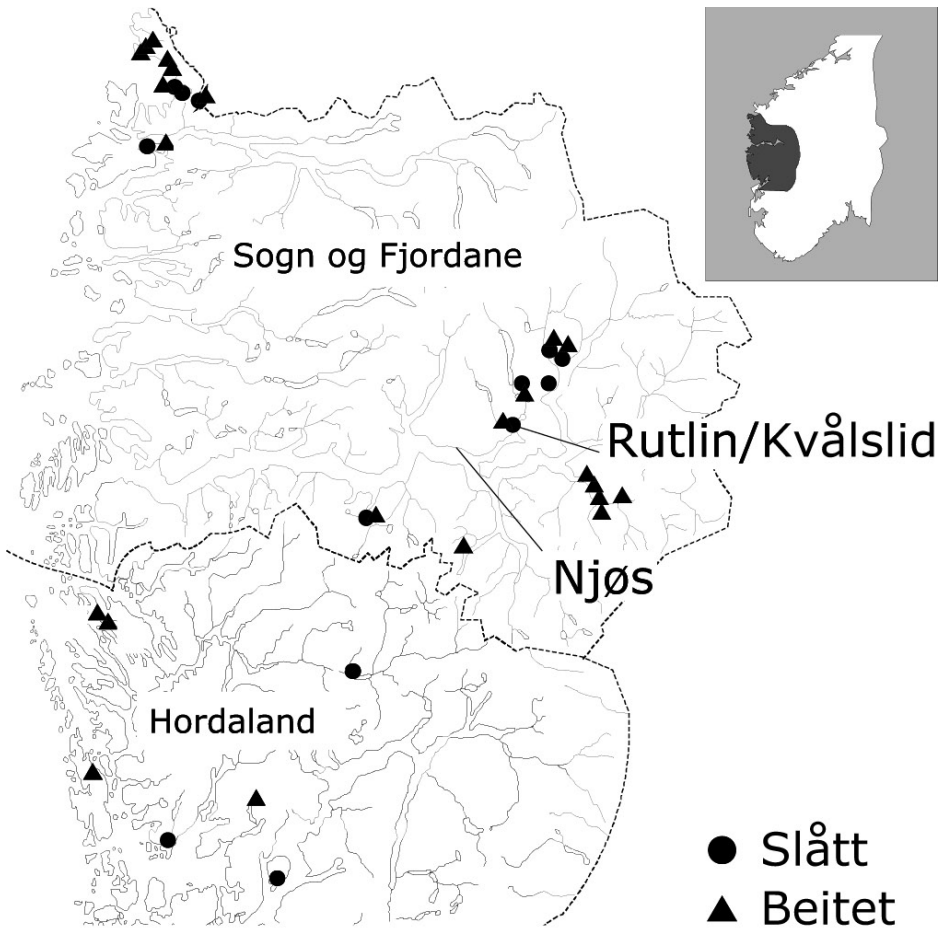 Sogn og Fjordane
Rutlin/Kvålslid
Njøs
Hordaland
Slått
Beitet